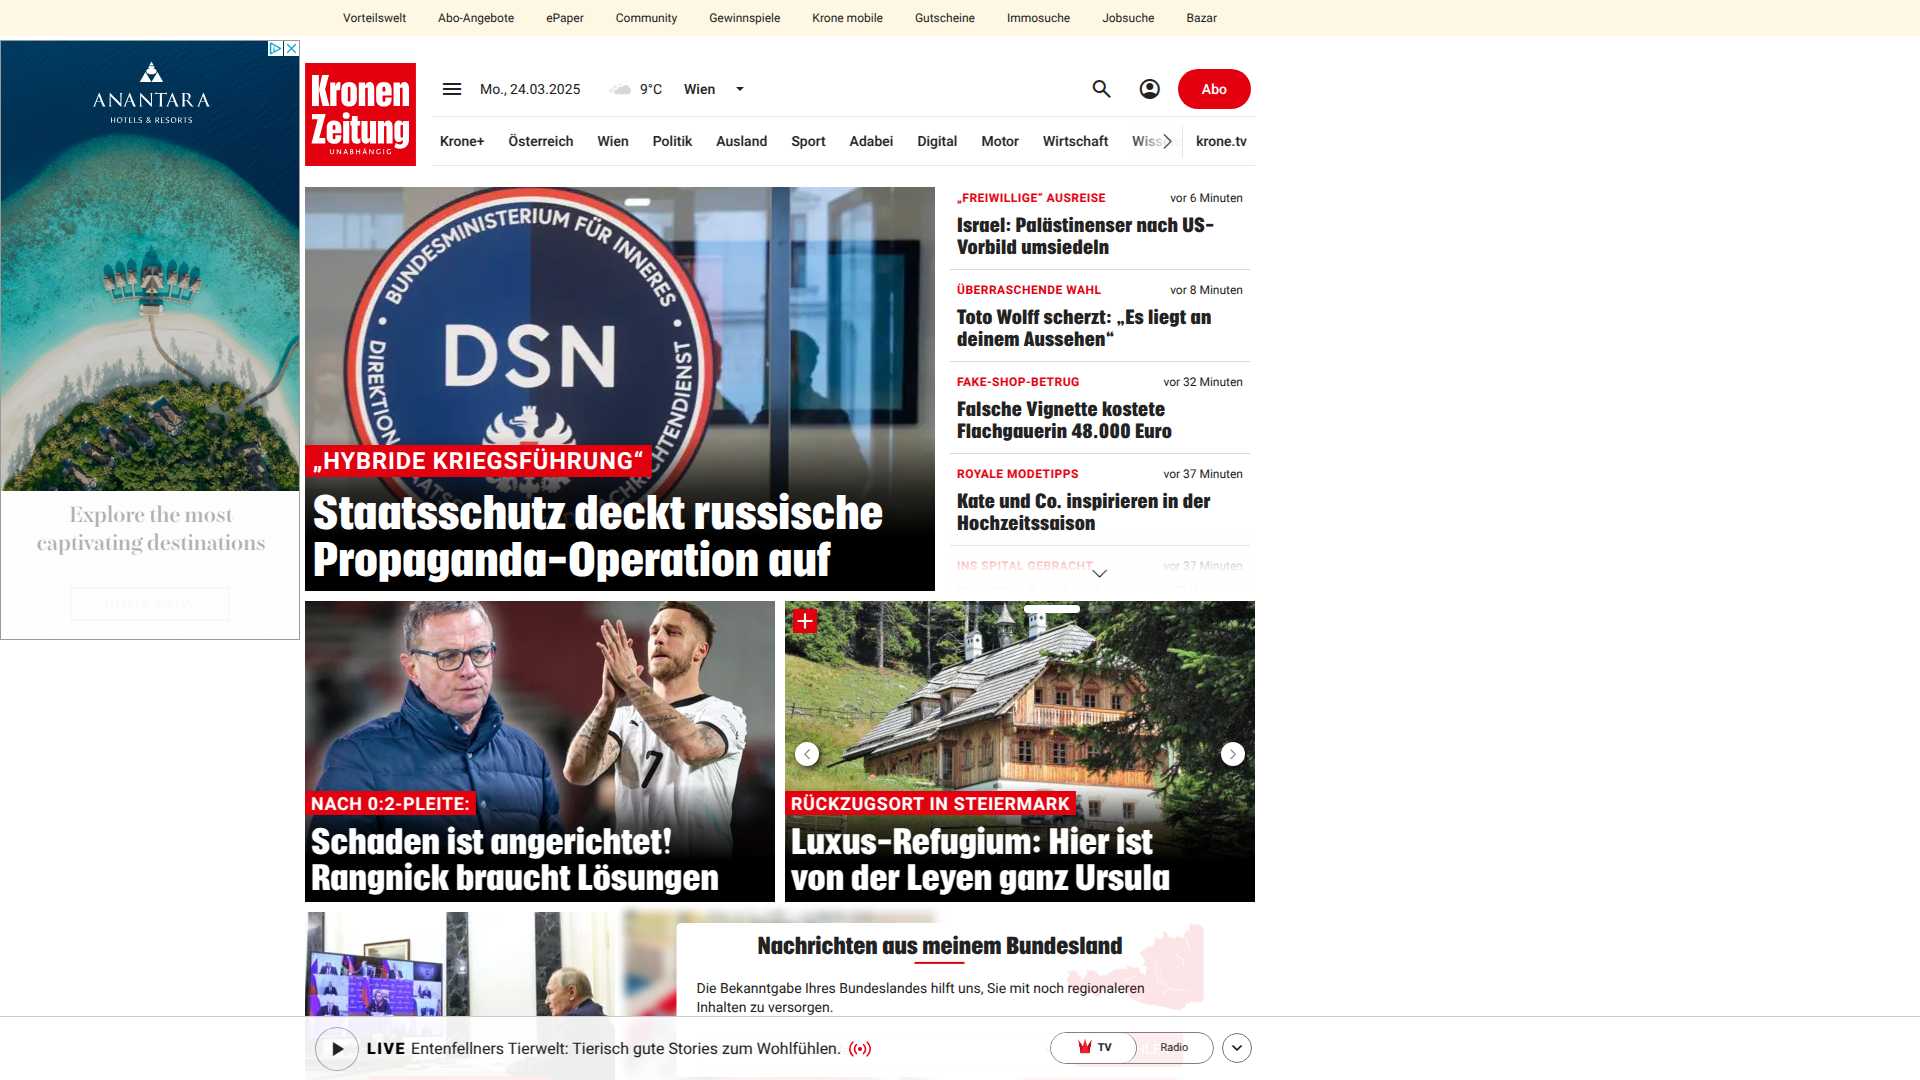 Vorteilswelt Abo-Angebote ePaper Community Gewinnspiele Krone mobile Gutscheine Immosuche Jobsuche Bazar
ANANTARA
HOTELS & RESORTS
Explore the most
captivating destinations
Kronen
Zeitung
UNABHÄNGIG
Mo., 24.03.2025 9°C Wien
Abo
Krone+ Österreich Wien Politik Ausland Sport Adabei Digital Motor Wirtschaft Wiss krone.tv
BUNDESMINISTERIUM FÜR INNERES
DIREKTION
DSN
„HYBRIDE KRIEGSFÜHRUNG“
Staatsschutz deckt russische
Propaganda-Operation auf
„FREIWILLIGE“ AUSREISE vor 6 Minuten
Israel: Palästinenser nach US-
Vorbild umsiedeln
ÜBERRASCHENDE WAHL vor 8 Minuten
Toto Wolff scherzt: „Es liegt an
deinem Aussehen“
FAKE-SHOP-BETRUG vor 32 Minuten
Falsche Vignette kostete
Flachgauerin 48.000 Euro
ROYALE MODETIPPS vor 37 Minuten
Kate und Co. inspirieren in der
Hochzeitssaison
INS SPITAL GEBRACHT vor 37 Minuten
7
NACH 0:2-PLEITE:
Schaden ist angerichtet!
Rangnick braucht Lösungen
RÜCKZUGSORT IN STEIERMARK
Luxus-Refugium: Hier ist
von der Leyen ganz Ursula
Nachrichten aus meinem Bundesland
Die Bekanntgabe Ihres Bundeslandes hilft uns, Sie mit noch regionaleren
Inhalten zu versorgen.
LIVE Entenfellners Tierwelt: Tierisch gute Stories zum Wohlfühlen.
TV Radio